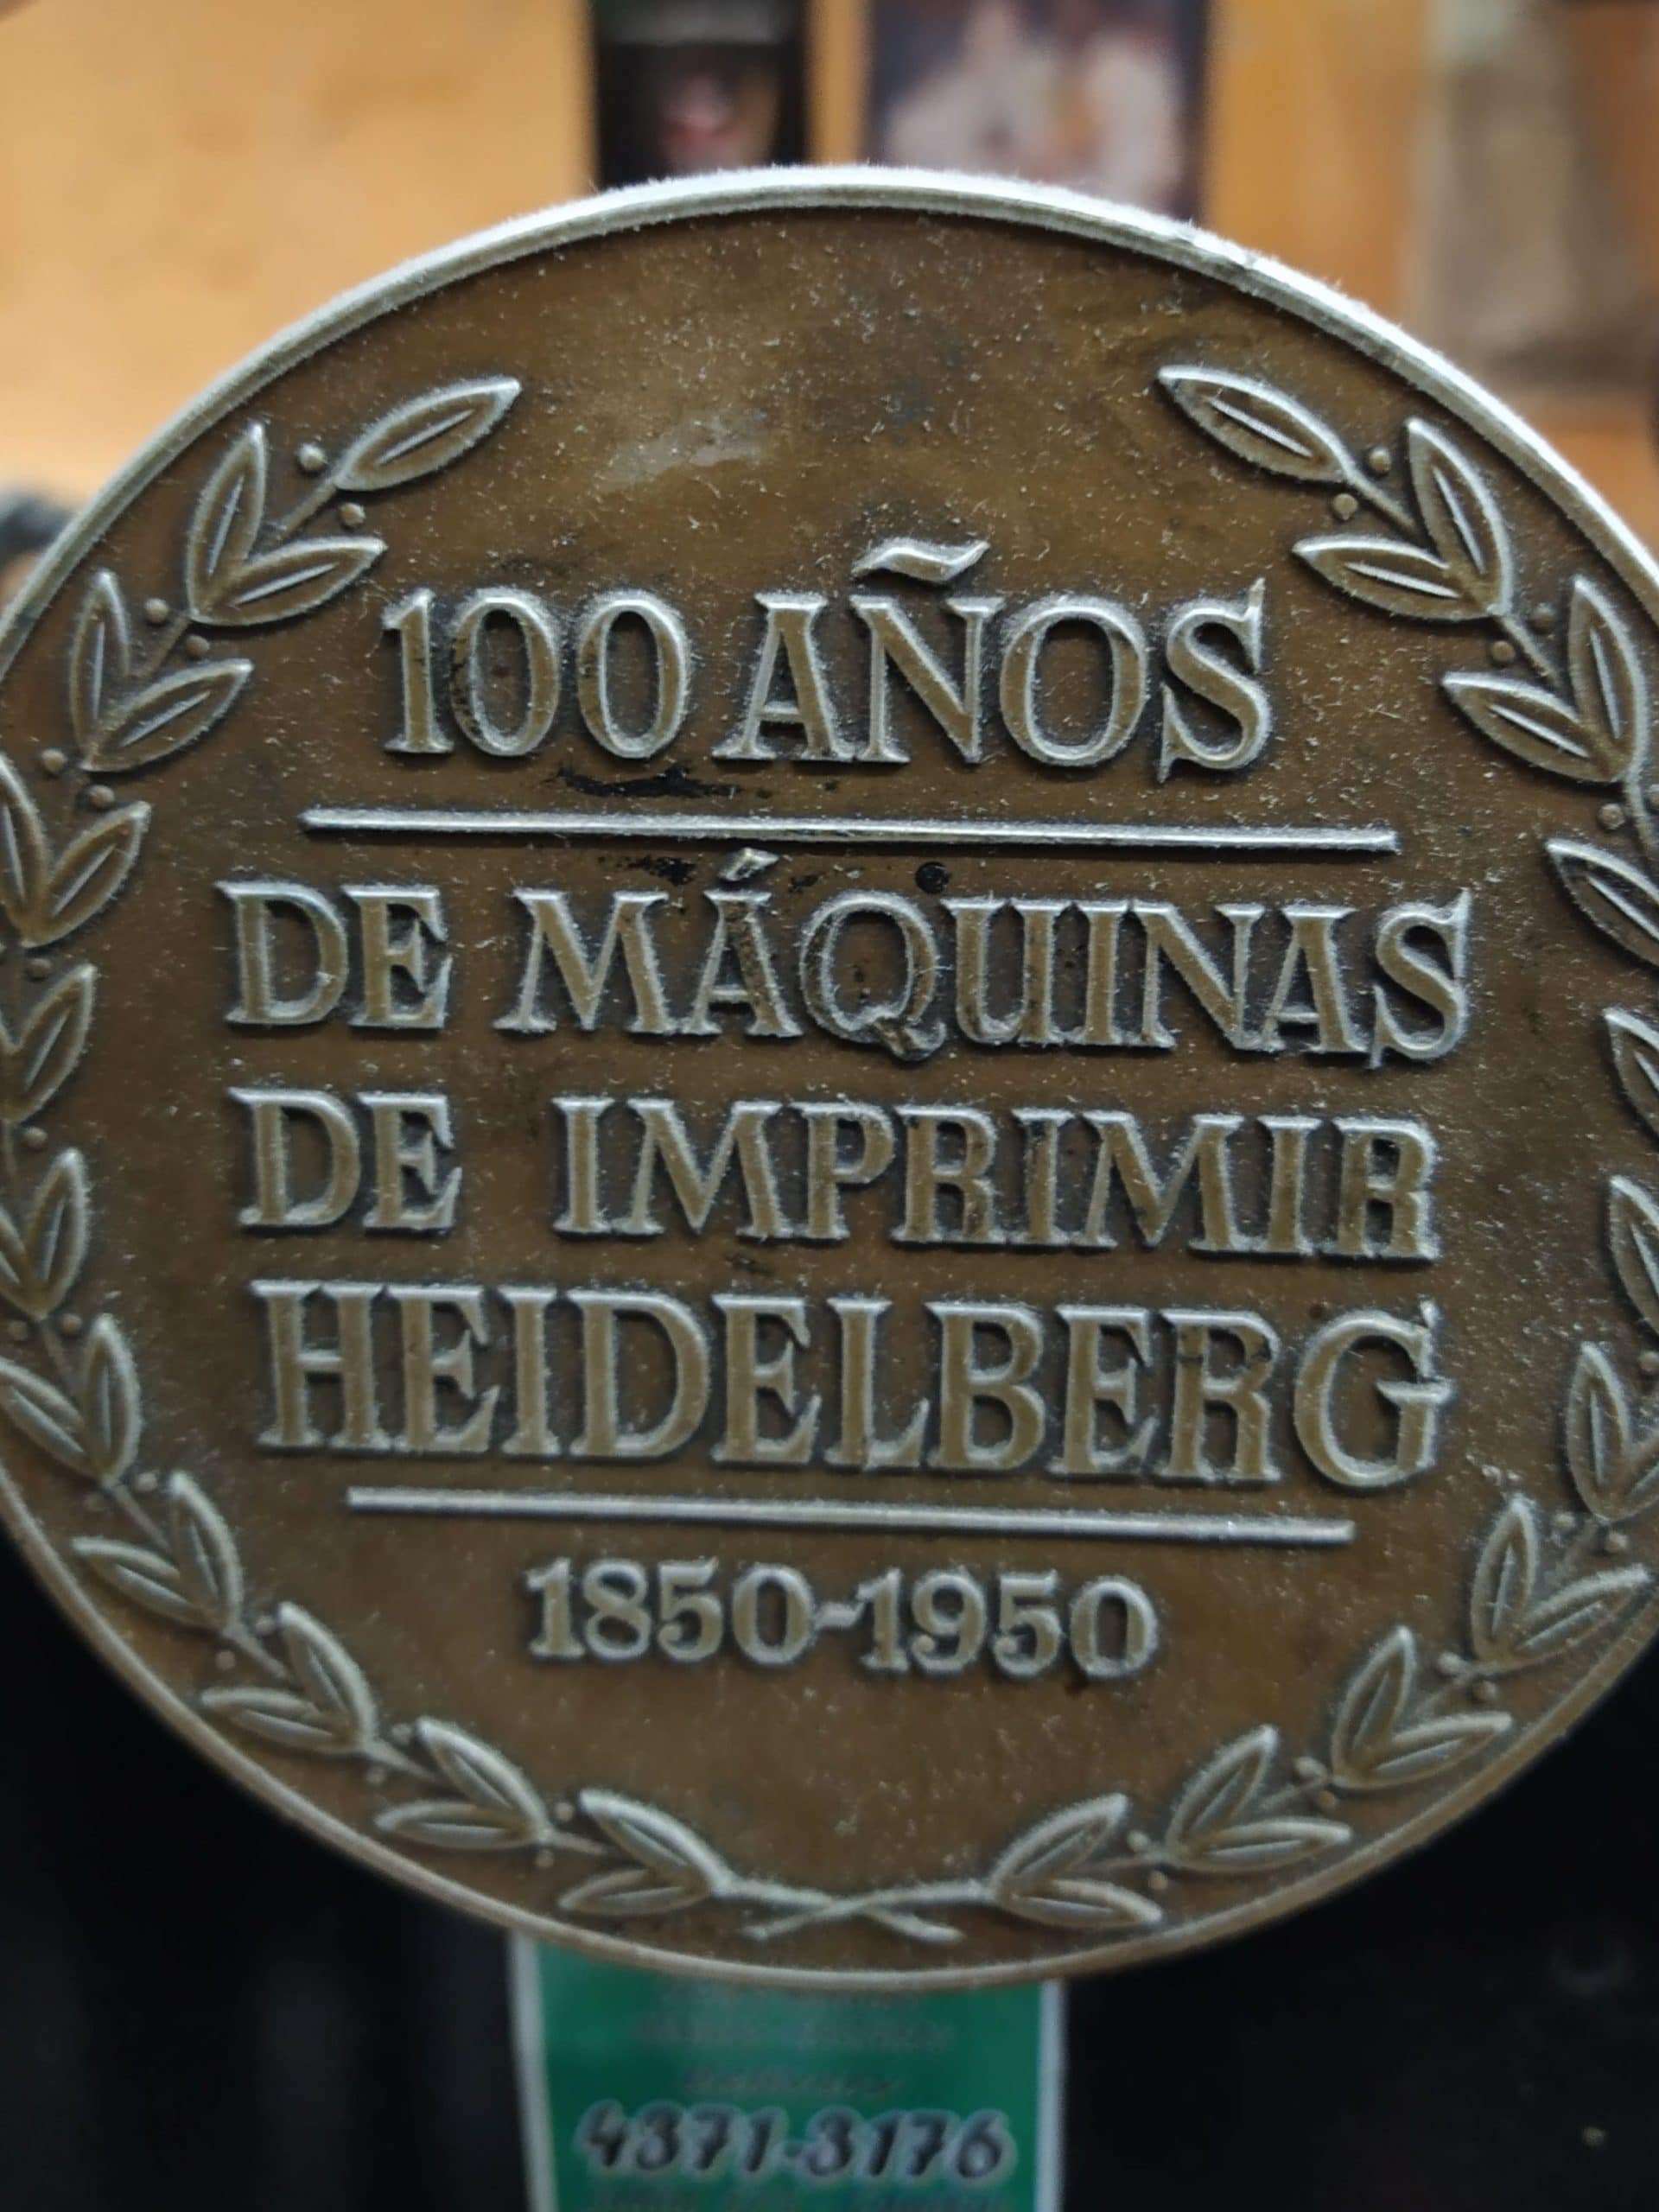 100 AÑOS
DE MÁQUINAS
DE IMPRIMIR
HEIDELBERG
1850-1950
4371-3176